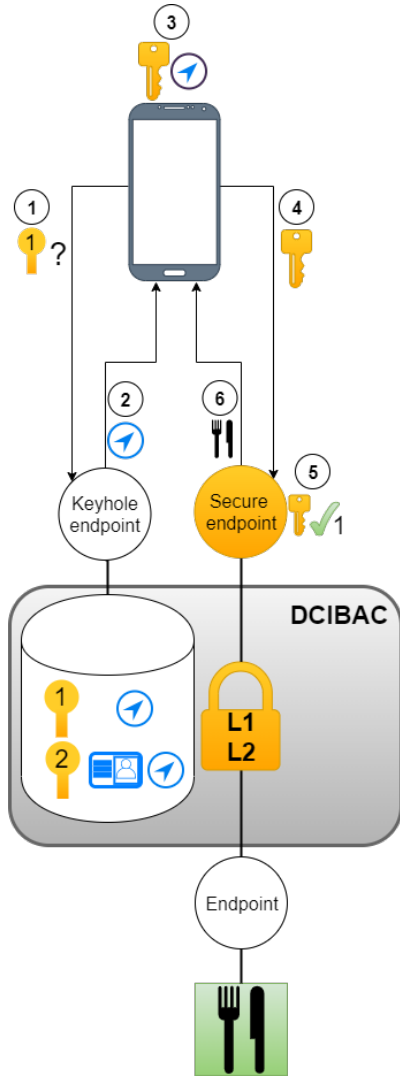 3
1
1 ?
4
2
6
5
Keyhole
endpoint
Secure
endpoint
1
DCIBAC
1
2
L1
L2
Endpoint